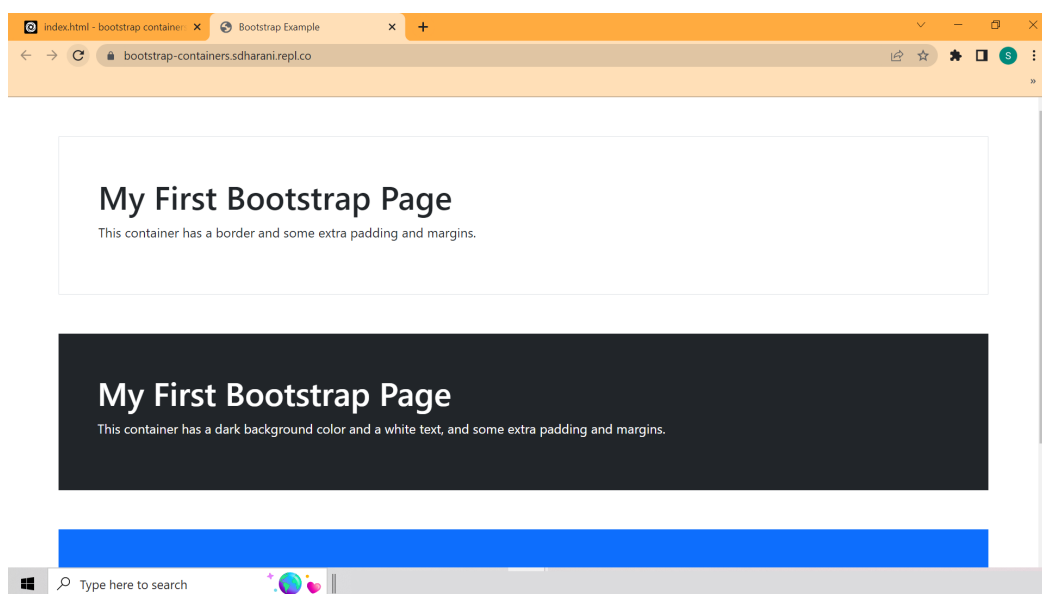 index.html - bootstrap container
Bootstrap Example
bootstrap-containers.sdharani.repl.co
S
»
My First Bootstrap Page
This container has a border and some extra padding and margins.
My First Bootstrap Page
This container has a dark background color and a white text, and some extra padding and margins.
Type here to search